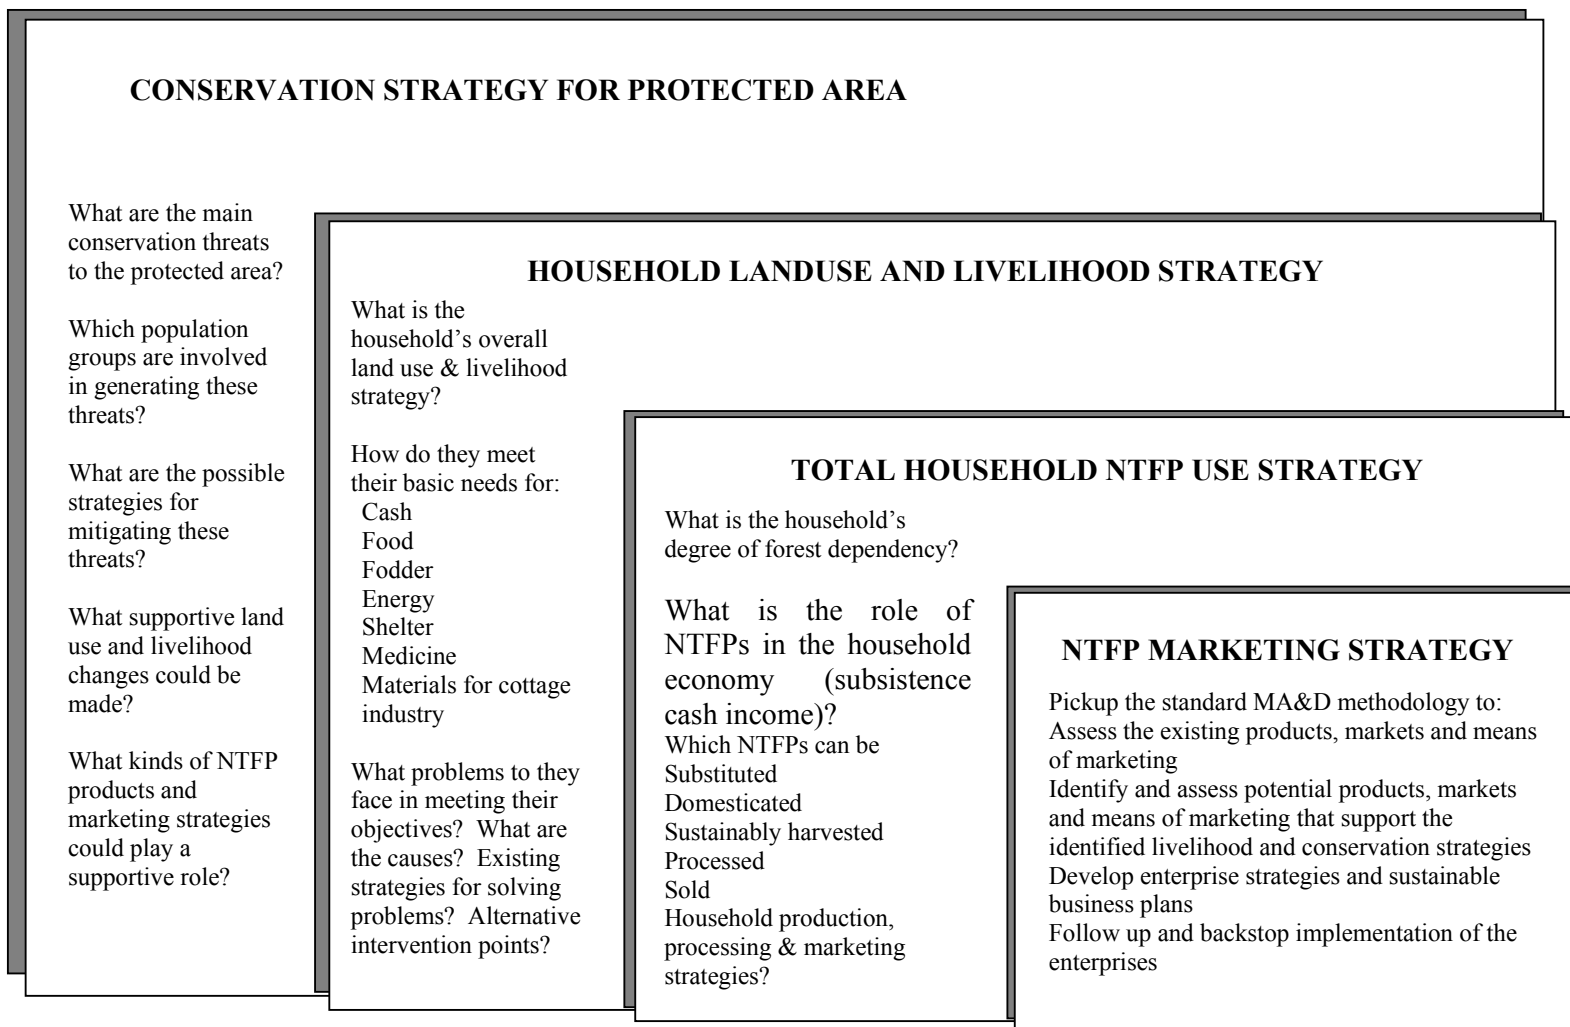 CONSERVATION STRATEGY FOR PROTECTED AREA
What are the main
conservation threats
to the protected area?
Which population
groups are involved
in generating these
threats?
What are the possible
strategies for
mitigating these
threats?
What supportive land
use and livelihood
changes could be
made?
What kinds of NTFP
products and
marketing strategies
could play a
supportive role?
HOUSEHOLD LANDUSE AND LIVELIHOOD STRATEGY
What is the
household’s overall
land use & livelihood
strategy?
How do they meet
their basic needs for:
Cash
Food
Fodder
Energy
Shelter
Medicine
Materials for cottage
industry
What problems to they
face in meeting their
objectives?  What are
the causes?  Existing
strategies for solving
problems?  Alternative
intervention points?
TOTAL HOUSEHOLD NTFP USE STRATEGY
What is the household’s
degree of forest dependency?
What is the role of
NTFPs in the household
economy (subsistence
cash income)?
Which NTFPs can be
Substituted
Domesticated
Sustainably harvested
Processed
Sold
Household production,
processing & marketing
strategies?
NTFP MARKETING STRATEGY
Pickup the standard MA&D methodology to:
Assess the existing products, markets and means
of marketing
Identify and assess potential products, markets
and means of marketing that support the
identified livelihood and conservation strategies
Develop enterprise strategies and sustainable
business plans
Follow up and backstop implementation of the
enterprises